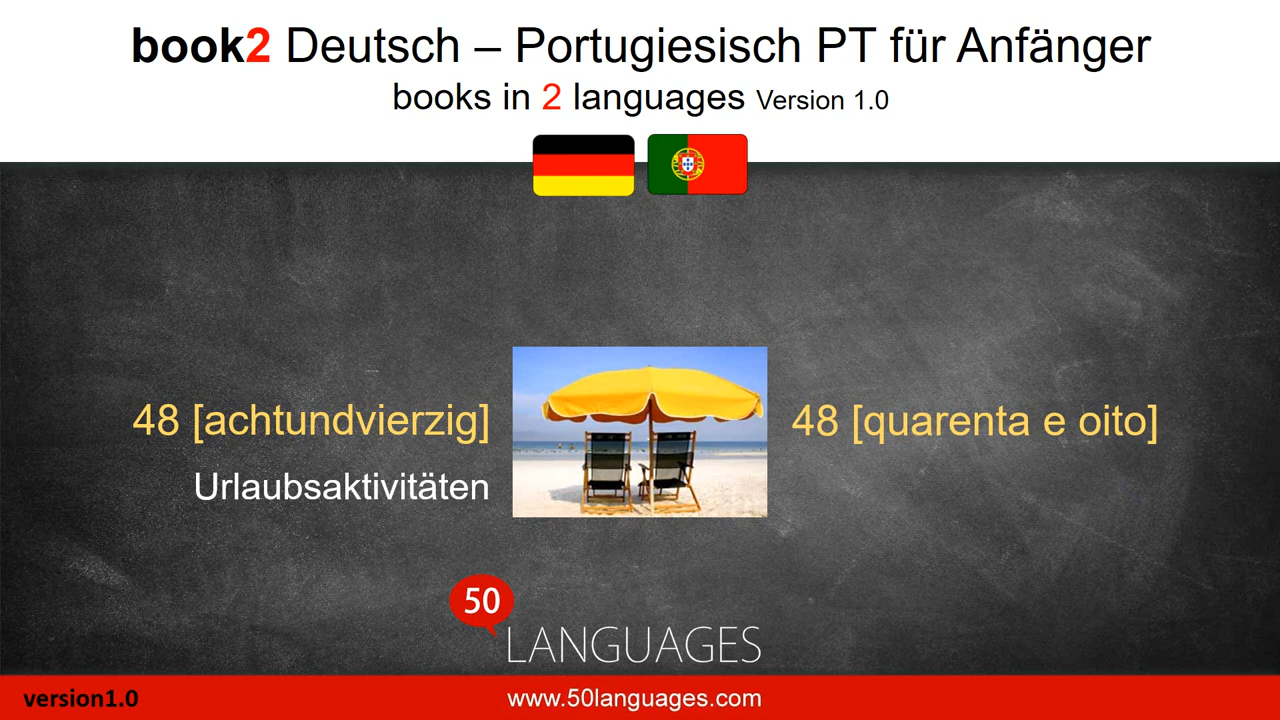 book2 Deutsch – Portugiesisch PT für Anfänger
books in 2 languages Version 1.0
48 [achtundvierzig]
Urlaubsaktivitäten
48 [quarenta e oito]
50
LANGUAGES
version1.0
www.50languages.com